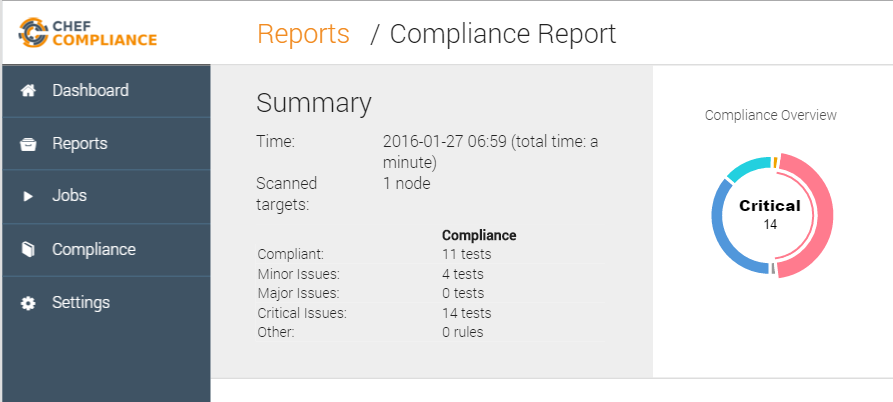 CHEF
COMPLIANCE
Reports / Compliance Report
Dashboard
Reports
Jobs
Compliance
Settings
Summary
Time: 2016-01-27 06:59 (total time: a
minute)
Scanned 1 node
targets:
Compliance
Compliant: 11 tests
Minor Issues: 4 tests
Major Issues: 0 tests
Critical Issues: 14 tests
Other: 0 rules
Compliance Overview
Critical
14